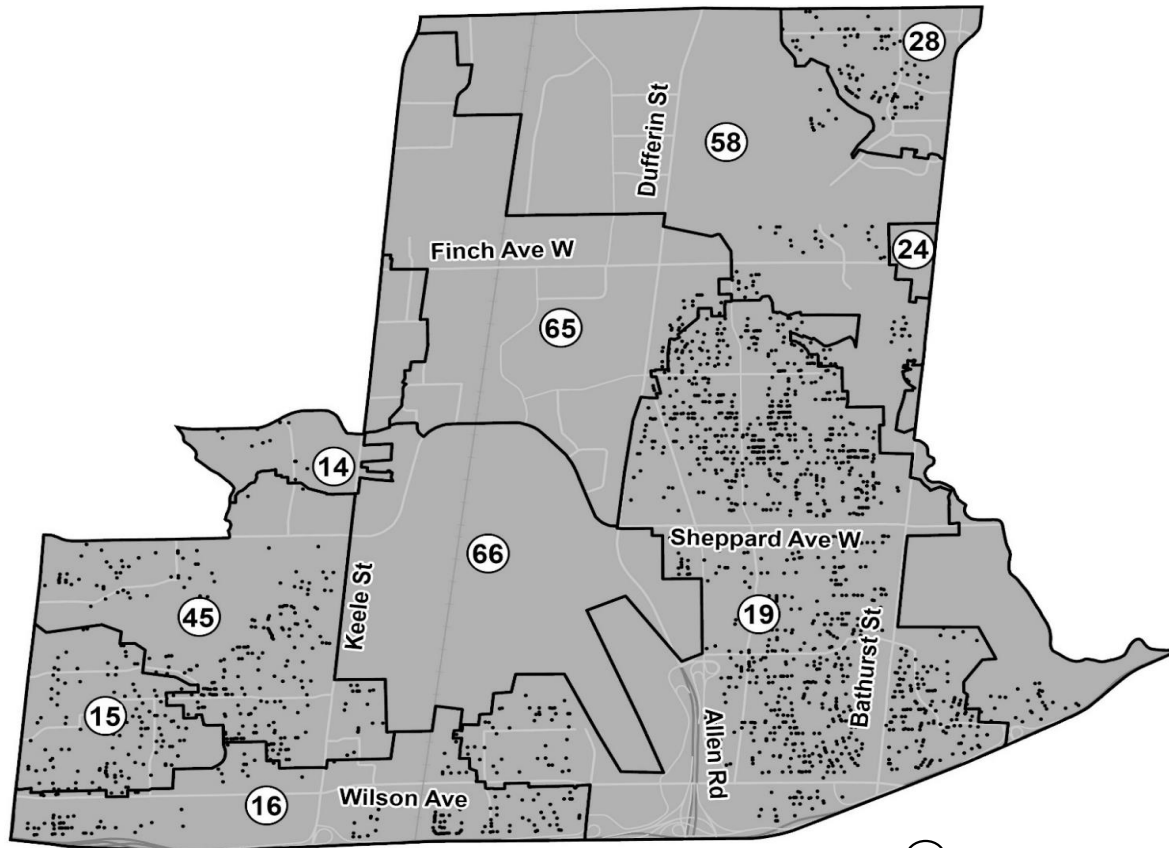 28
58
Dufferin St
Finch Ave W
24
65
14
Sheppard Ave W
66
Keele St
45
19
Bathurst St
15
Allen Rd
Wilson Ave
16